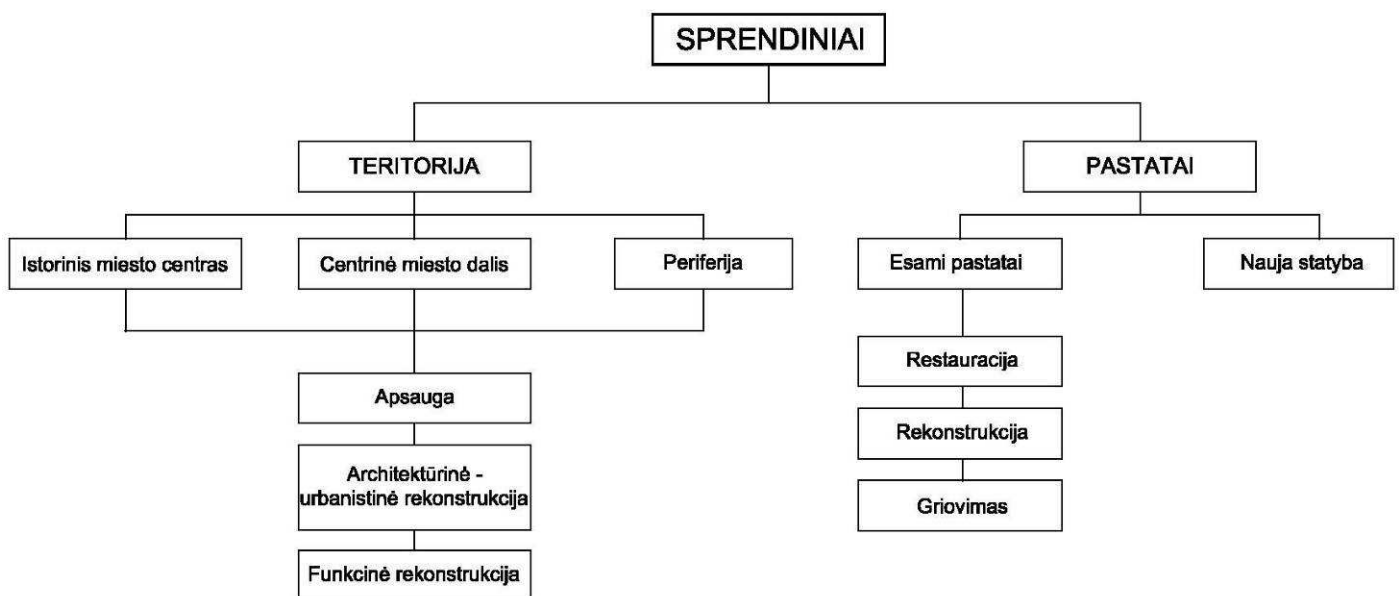 SPRENDINIAI
TERITORIJA
PASTATAI
Istorinis miesto centras
Centrinė miesto dalis
Periferija
Esami pastatai
Nauja statyba
Apsauga
Architektūrinė -
urbanistinė rekonstrukcija
Funkcinė rekonstrukcija
Restauracija
Rekonstrukcija
Griovimas